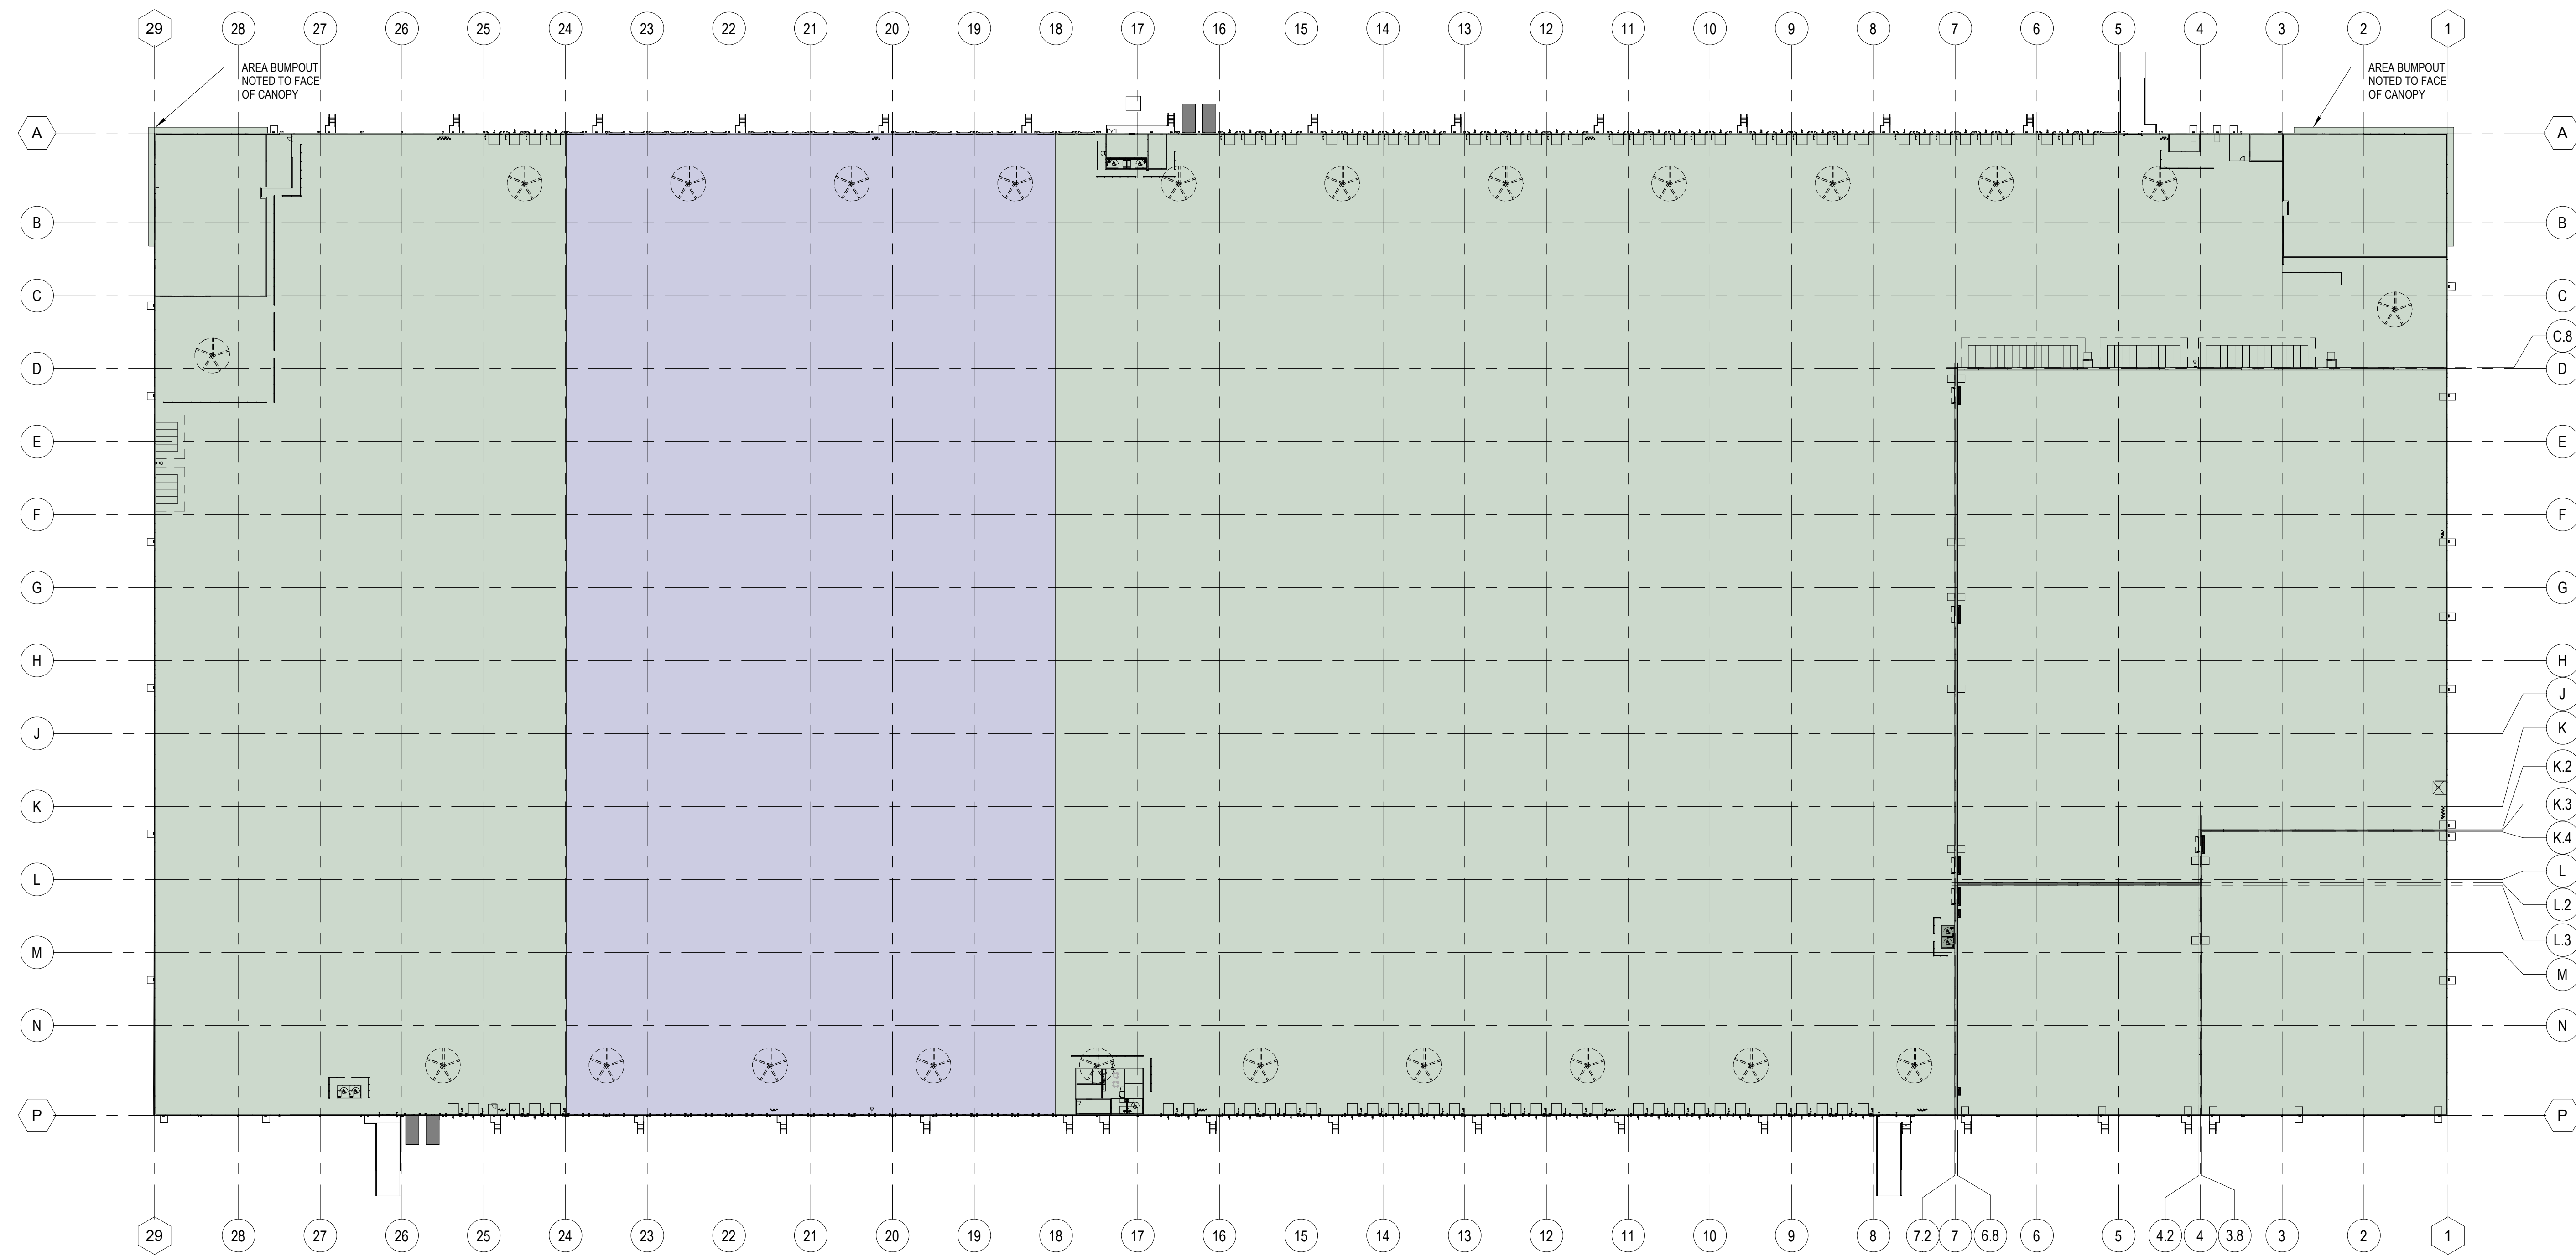 29 28 27 26 25 24 23 22 21 20 19 18 17 16 15 14 13 12 11 10 9 8 7 6 5 4 3 2 1
AREA BUMPOUT
NOTED TO FACE
OF CANOPY
AREA BUMPOUT
NOTED TO FACE
OF CANOPY
A A
B B
C C
C.8
D D
E E
F F
G G
H H
J
J
K
K.2
K
K.3
K.4
L
L
L.2
L.3
M
M
N N
P P
29 28 27 26 25 24 23 22 21 20 19 18 17 16 15 14 13 12 11 10 9 8 7.2 7 6.8 6 5 4.2 4 3.8 3 2 1